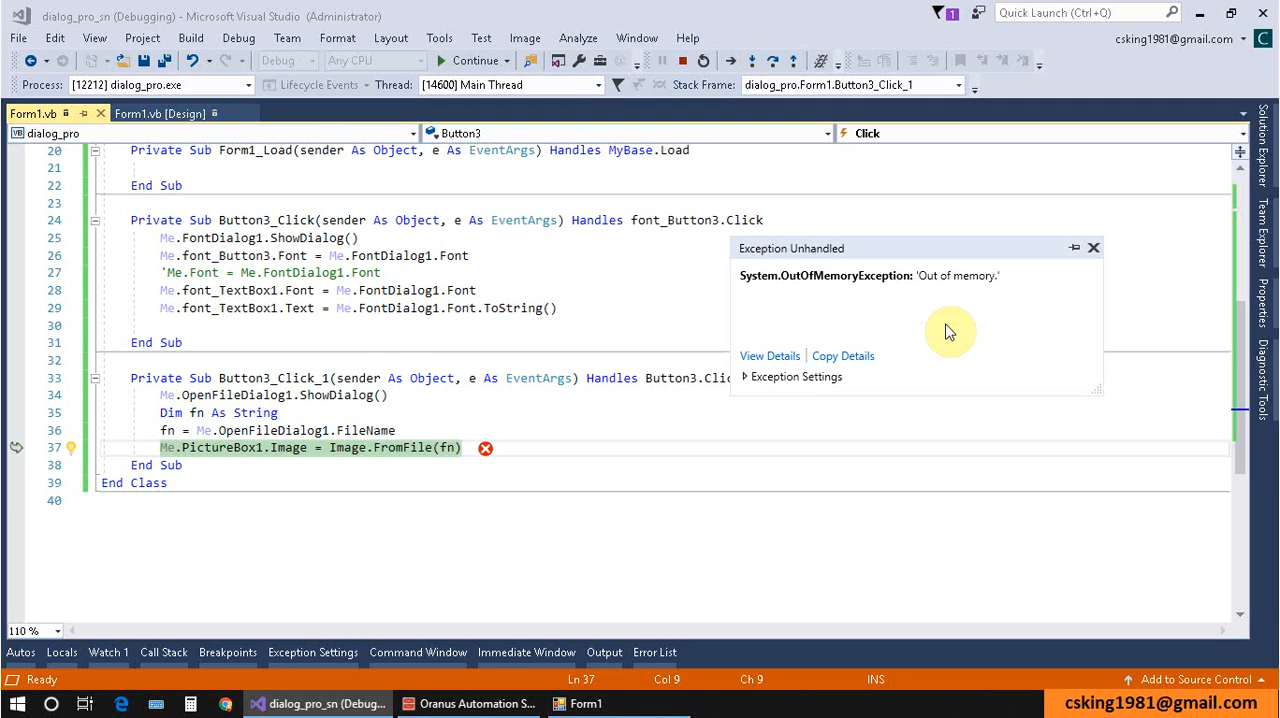 dialog_pro_sn (Debugging) - Microsoft Visual Studio (Administrator)
1
Quick Launch (Ctrl+Q)
File Edit View Project Build Debug Team Format Tools Test Image Analyze Window Help
csking1981@gmail.com
C
Debug Any CPU Continue
Process: [12212] dialog_pro.exe Lifecycle Events Thread: [14600] Main Thread Stack Frame: dialog_pro.Form1.Button3_Click_1
Form1.vb Form1.vb [Design]
VB dialog_pro Button3 Click
20 Private Sub Form1_Load(sender As Object, e As EventArgs) Handles MyBase.Load
21
22 End Sub
23
24 Private Sub Button3_Click(sender As Object, e As EventArgs) Handles font_Button3.Click
25 Me.FontDialog1.ShowDialog()
26 Me.font_Button3.Font = Me.FontDialog1.Font
27 'Me.Font = Me.FontDialog1.Font
28 Me.font_TextBox1.Font = Me.FontDialog1.Font
29 Me.font_TextBox1.Text = Me.FontDialog1.Font.ToString()
30
31 End Sub
32
33 Private Sub Button3_Click_1(sender As Object, e As EventArgs) Handles Button3.Clic
34 Me.OpenFileDialog1.ShowDialog()
35 Dim fn As String
36 fn = Me.OpenFileDialog1.FileName
37 Me.PictureBox1.Image = Image.FromFile(fn)
38 End Sub
39 End Class
40
Exception Unhandled
System.OutOfMemoryException: 'Out of memory.'
View Details Copy Details
Exception Settings
Solution Explorer
Team Explorer
Properties
Diagnostic Tools
110 %
Autos Locals Watch 1 Call Stack Breakpoints Exception Settings Command Window Immediate Window Output Error List
Ready Ln 37 Col 9 Ch 9 INS Add to Source Control
dialog_pro_sn (Debug... Oranus Automation S... Form1
csking1981@gmail.com